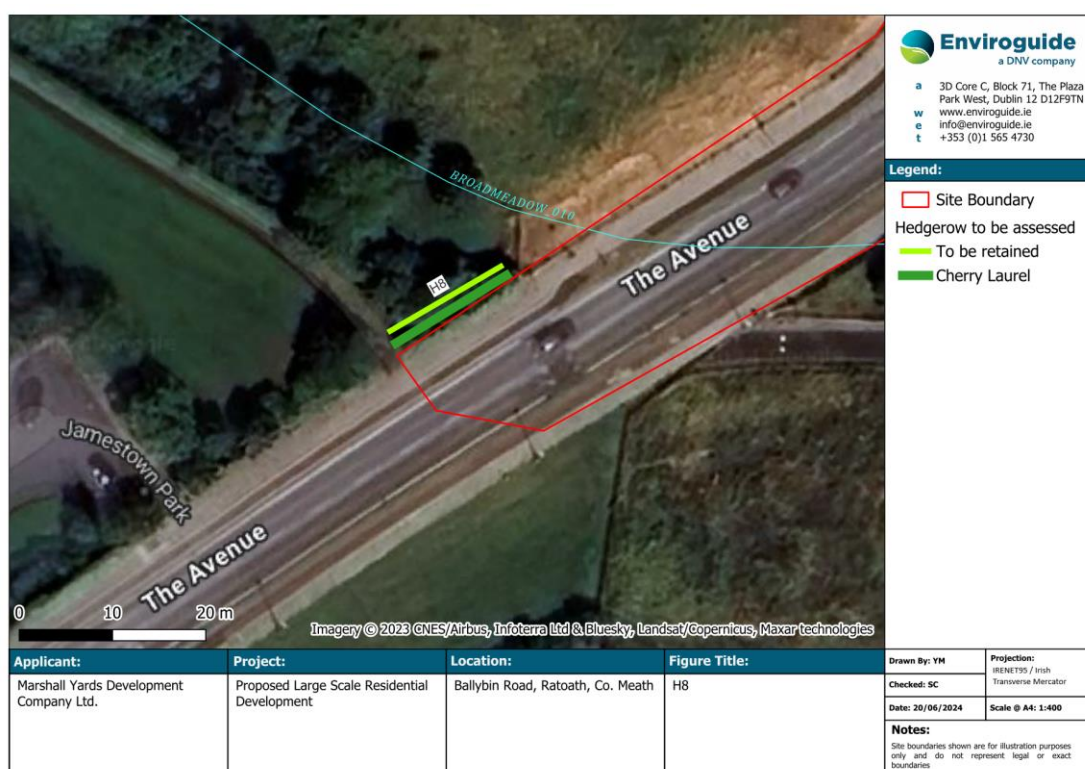 BROADMEADOW_010
The Avenue
H8
Jamestown Park
The Avenue
0 10 20 m
Imagery © 2023 CNES/Airbus, Infoterra Ltd & Bluesky, Landsat/Copernicus, Maxar technologies
Enviroguide
a DNV company
a 3D Core C, Block 71, The Plaza
Park West, Dublin 12 D12F9TN
w www.enviroguide.ie
e info@enviroguide.ie
t +353 (0)1 565 4730
Legend:
Site Boundary
Hedgerow to be assessed
To be retained
Cherry Laurel
Applicant:
Marshall Yards Development
Company Ltd.
Project:
Proposed Large Scale Residential
Development
Location:
Ballybin Road, Ratoath, Co. Meath
Figure Title:
H8
Drawn By: YM
Projection:
IRENET95 / Irish
Transverse Mercator
Checked: SC
Date: 20/06/2024
Scale @ A4: 1:400
Notes:
Site boundaries shown are for illustration purposes
only and do not represent legal or exact
boundaries